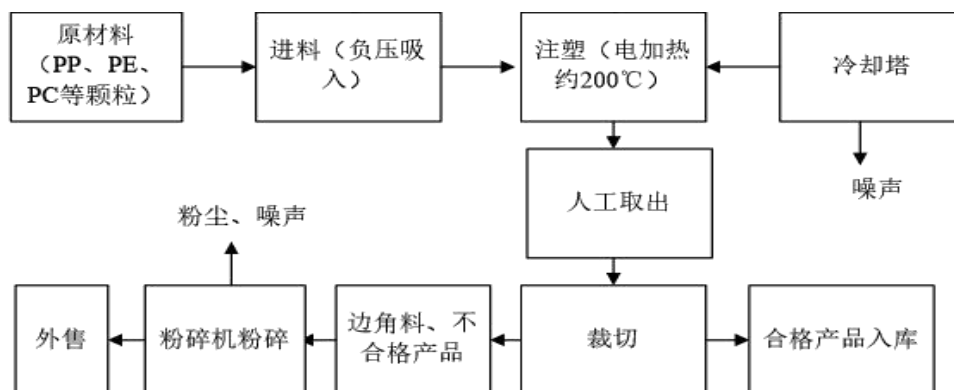 原材料
（PP、PE、
PC等颗粒）
进料（负压吸
入）
注塑（电加热
约200℃）
冷却塔
噪声
人工取出
粉尘、噪声
外售
粉碎机粉碎
边角料、不
合格产品
裁切
合格产品入库